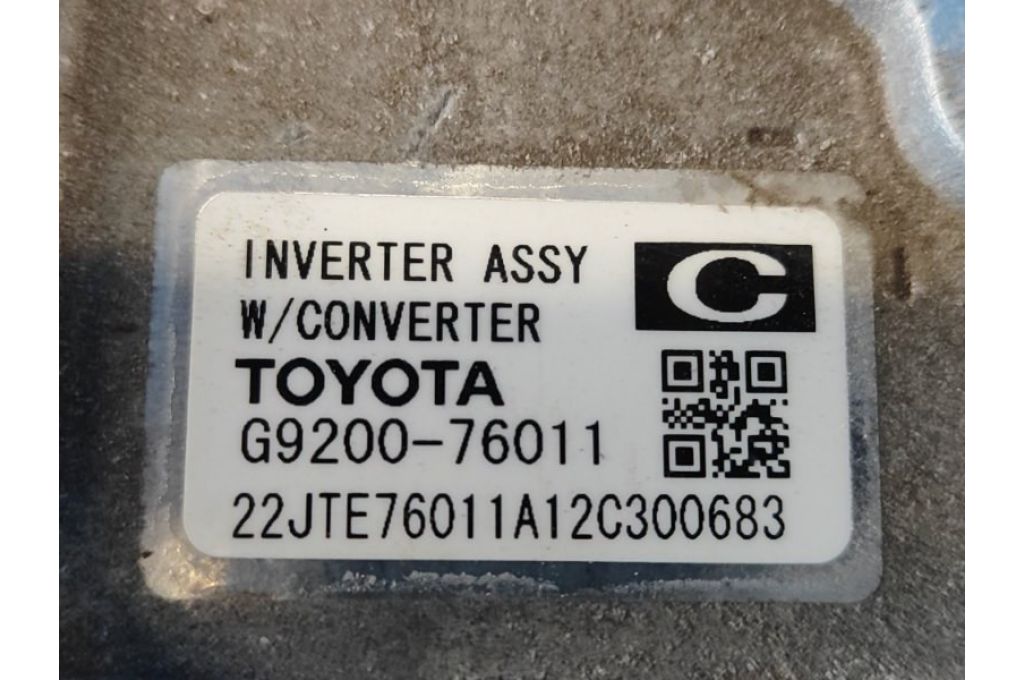 INVERTER ASSY
W/CONVERTER
C
TOYOTA
G9200-76011
22JTE76011A12C300683